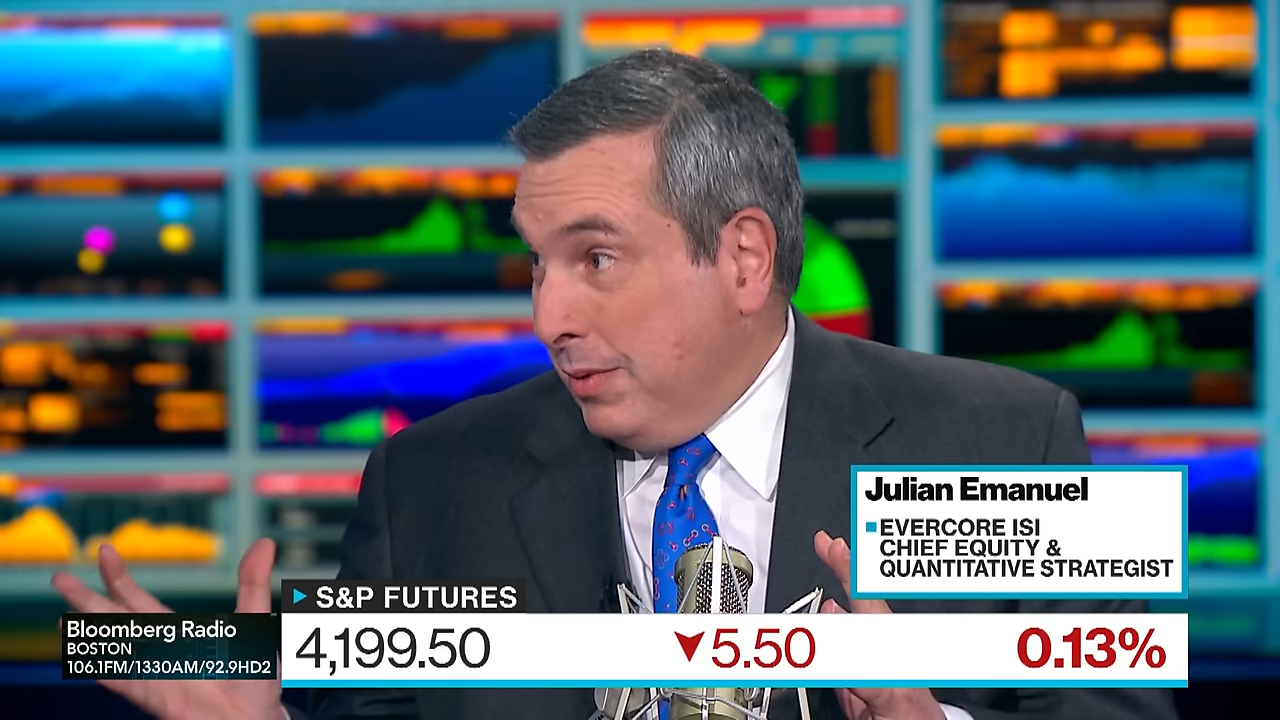 Julian Emanuel
EVERCORE ISI
CHIEF EQUITY &
QUANTITATIVE STRATEGIST
S&P FUTURES
Bloomberg Radio
BOSTON
106.1FM/1330AM/92.9HD2
4,199.50 5.50 0.13%